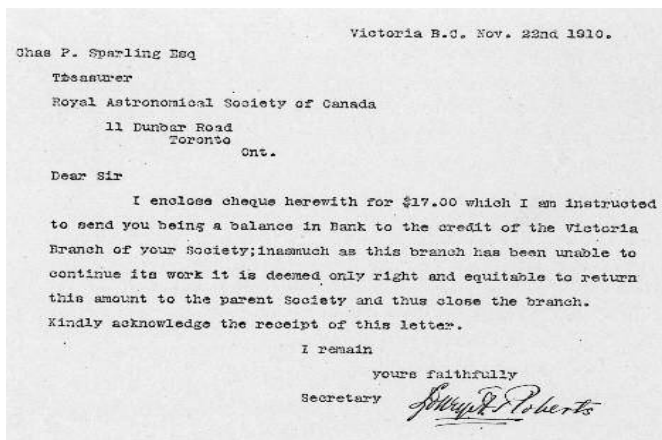 Victoria B.C. Nov. 22nd 1910.
Chas P. Sparling Esq
Tbeasurer
Royal Astronomical Society of Canada
11 Dunbar Road
Toronto
Ont.
Dear Sir
I enclose cheque herewith for $17.00 which I am instructed
to send you being a balance in Bank to the credit of the Victoria
Branch of your Society;inasmuch as this branch has been unable to
continue its work it is deemed only right and equitable to return
this amount to the parent Society and thus close the branch.
Kindly acknowledge the receipt of this letter.
I remain
yours faithfully
Secretary Roberts